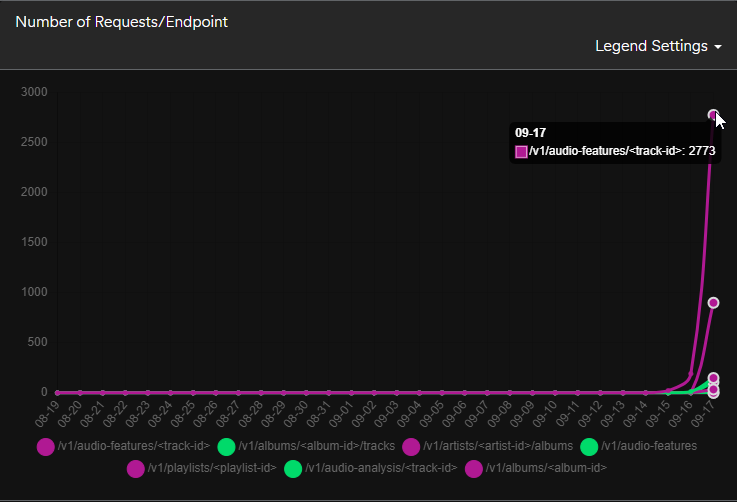 Number of Requests/Endpoint
Legend Settings
3000
09-17
/v1/audio-features/<track-id>: 2773
2500
2000
1500
1000
500
0
08-19 08-20 08-21 08-22 08-23 08-24 08-25 08-26 08-27 08-28 08-29 08-30 08-31 09-01 09-02 09-03 09-04 09-05 09-06 09-07 09-08 09-09 09-10 09-11 09-12 09-13 09-14 09-15 09-16 09-17
/v1/audio-features/<track-id> /v1/albums/<album-id>/tracks /v1/artists/<artist-id>/albums /v1/audio-features
/v1/playlists/<playlist-id> /v1/audio-analysis/<track-id> /v1/albums/<album-id>